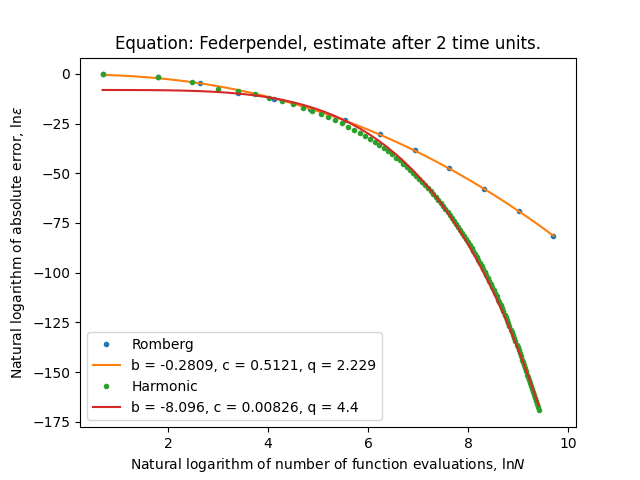 Equation: Federpendel, estimate after 2 time units.
Natural logarithm of absolute error, lnε
0
−25
−50
−75
−100
−125
−150
−175
Romberg
b = -0.2809, c = 0.5121, q = 2.229
Harmonic
b = -8.096, c = 0.00826, q = 4.4
2 4 6 8 10
Natural logarithm of number of function evaluations, lnN